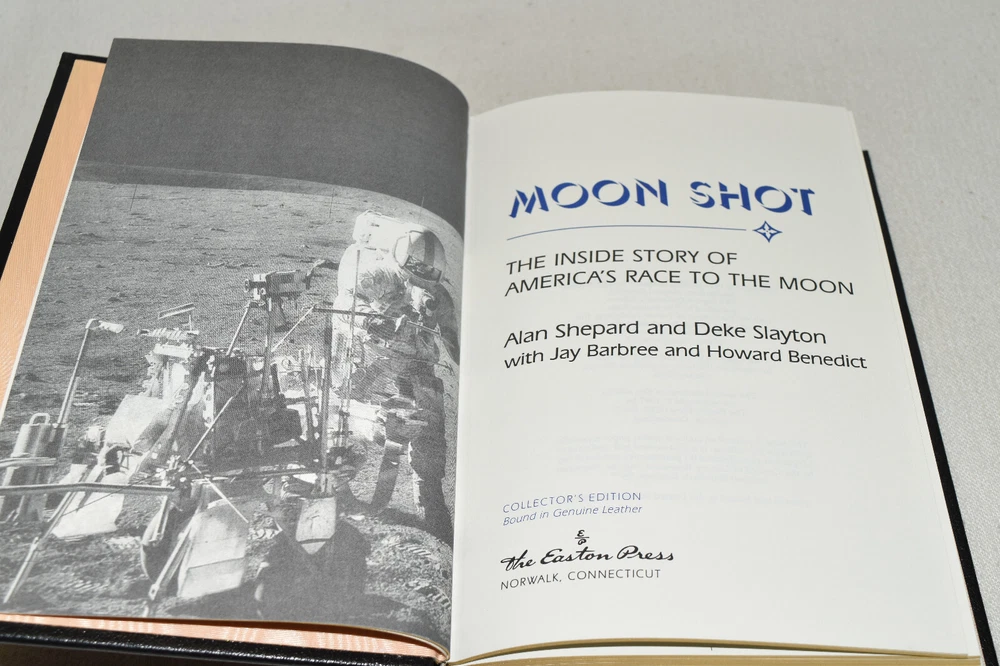 MOON SHOT
THE INSIDE STORY OF
AMERICA'S RACE TO THE MOON
Alan Shepard and Deke Slayton
with Jay Barbree and Howard Benedict
COLLECTOR'S EDITION
Bound in Genuine Leather
E/P
the Easton Press
NORWALK, CONNECTICUT